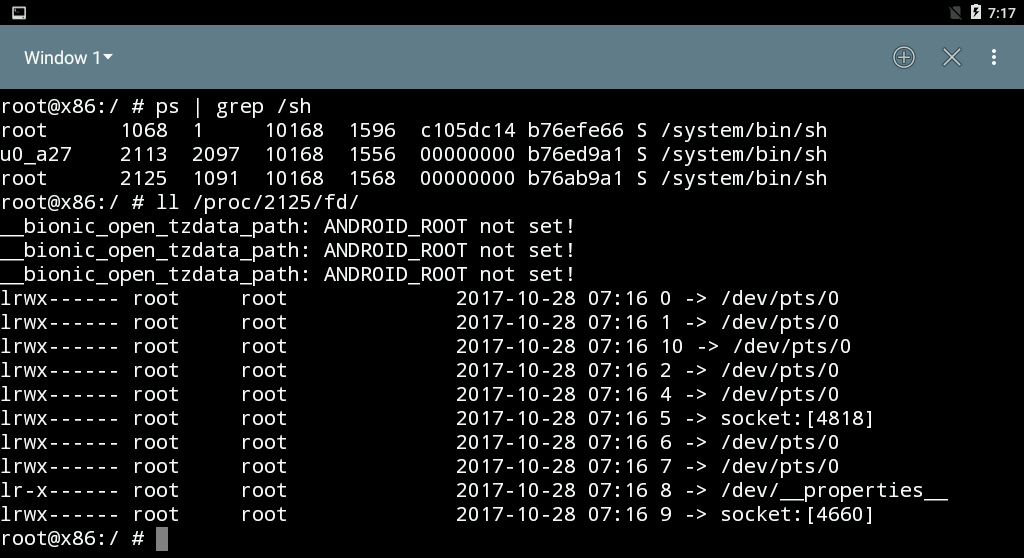 7:17
Window 1
root@x86:/ # ps | grep /sh
root      1068  1     10168  1596  c105dc14 b76efe66 S /system/bin/sh
u0_a27    2113  2097  10168  1556  00000000 b76ed9a1 S /system/bin/sh
root      2125  1091  10168  1568  00000000 b76ab9a1 S /system/bin/sh
root@x86:/ # ll /proc/2125/fd/
__bionic_open_tzdata_path: ANDROID_ROOT not set!
__bionic_open_tzdata_path: ANDROID_ROOT not set!
__bionic_open_tzdata_path: ANDROID_ROOT not set!
lrwx------ root     root              2017-10-28 07:16 0 -> /dev/pts/0
lrwx------ root     root              2017-10-28 07:16 1 -> /dev/pts/0
lrwx------ root     root              2017-10-28 07:16 10 -> /dev/pts/0
lrwx------ root     root              2017-10-28 07:16 2 -> /dev/pts/0
lrwx------ root     root              2017-10-28 07:16 4 -> /dev/pts/0
lrwx------ root     root              2017-10-28 07:16 5 -> socket:[4818]
lrwx------ root     root              2017-10-28 07:16 6 -> /dev/pts/0
lrwx------ root     root              2017-10-28 07:16 7 -> /dev/pts/0
lr-x------ root     root              2017-10-28 07:16 8 -> /dev/__properties__
lrwx------ root     root              2017-10-28 07:16 9 -> socket:[4660]
root@x86:/ #